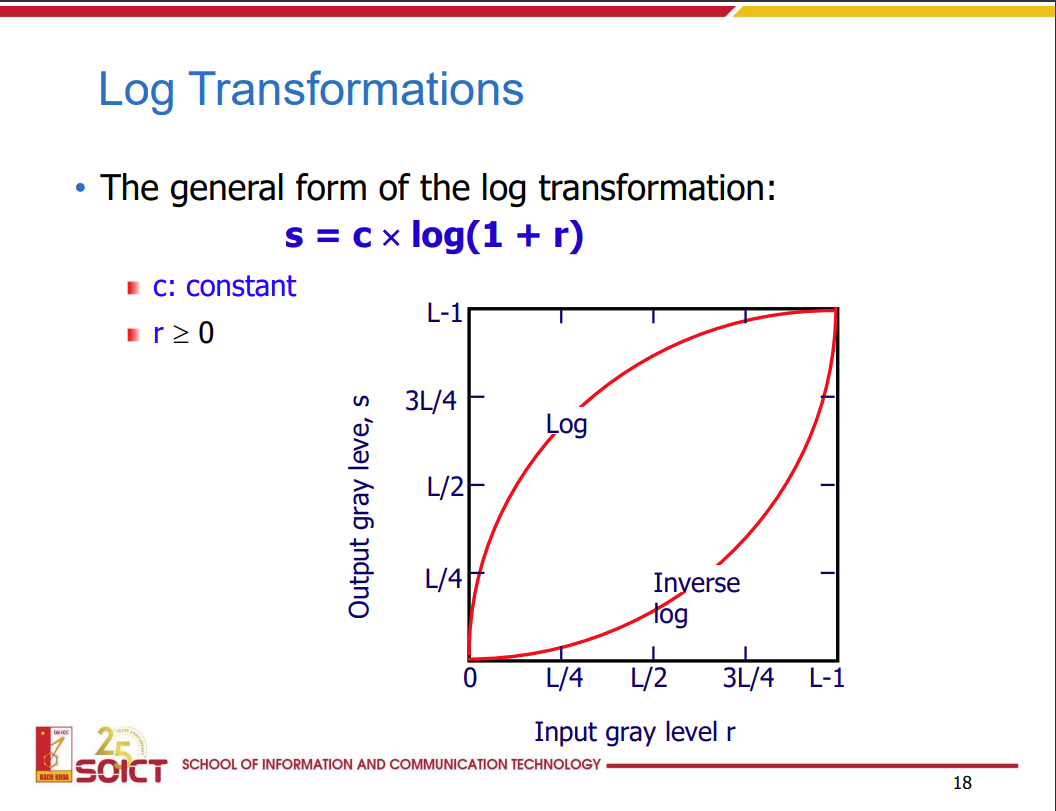 Log Transformations
• The general form of the log transformation:
s = c × log(1 + r)
c: constant
r ≥ 0
L-1
3L/4
L/2
L/4
Output gray leve, s
Log
Inverse
log
0 L/4 L/2 3L/4 L-1
Input gray level r
ĐẠI HỌC
BÁCH KHOA
25
SOICT
SCHOOL OF INFORMATION AND COMMUNICATION TECHNOLOGY
18